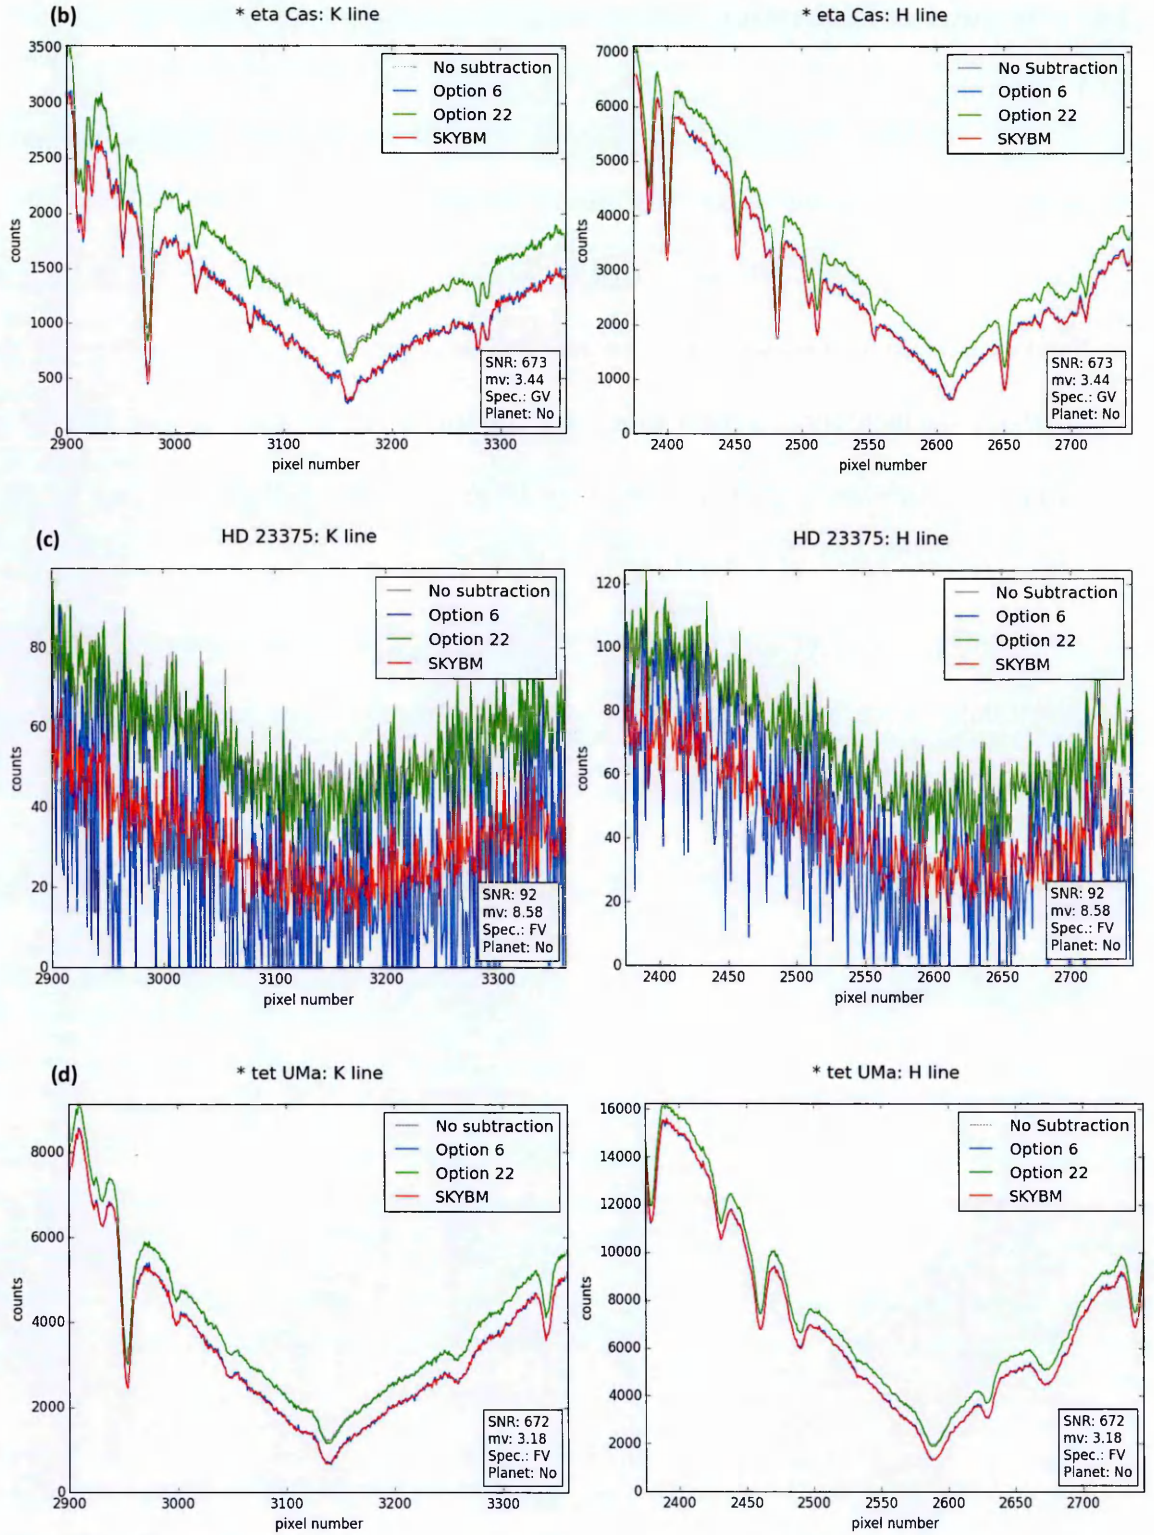 (b)
* eta Cas: K line
3500
3000
2500
2000
1500
1000
500
0
counts
No subtraction
Option 6
Option 22
SKYBM
SNR: 673
mv: 3.44
Spec.: GV
Planet: No
2900 3000 3100 3200 3300
pixel number
* eta Cas: H line
7000
6000
5000
4000
3000
2000
1000
0
counts
No Subtraction
Option 6
Option 22
SKYBM
SNR: 673
mv: 3.44
Spec.: GV
Planet: No
2400 2450 2500 2550 2600 2650 2700
pixel number
(c)
HD 23375: K line
80
60
40
20
0
counts
No subtraction
Option 6
Option 22
SKYBM
SNR: 92
mv: 8.58
Spec.: FV
Planet: No
2900 3000 3100 3200 3300
pixel number
HD 23375: H line
120
100
80
60
40
20
0
counts
No Subtraction
Option 6
Option 22
SKYBM
SNR: 92
mv: 8.58
Spec.: FV
Planet: No
2400 2450 2500 2550 2600 2650 2700
pixel number
(d)
* tet UMa: K line
8000
6000
4000
2000
0
counts
No subtraction
Option 6
Option 22
SKYBM
SNR: 672
mv: 3.18
Spec.: FV
Planet: No
2900 3000 3100 3200 3300
pixel number
* tet UMa: H line
16000
14000
12000
10000
8000
6000
4000
2000
0
counts
No Subtraction
Option 6
Option 22
SKYBM
SNR: 672
mv: 3.18
Spec.: FV
Planet: No
2400 2450 2500 2550 2600 2650 2700
pixel number